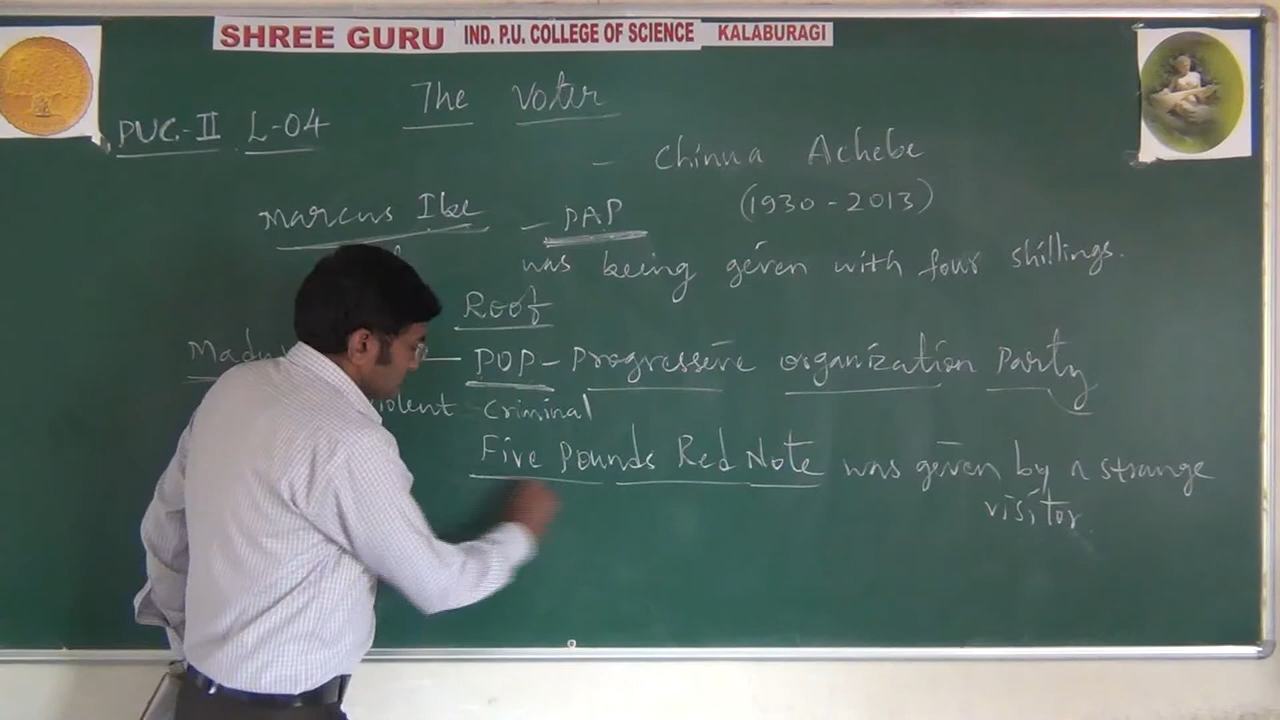 SHREE GURU IND. P.U. COLLEGE OF SCIENCE KALABURAGI
The Voter
PUC-II L-04
- Chinua Achebe
(1930-2013)
Marcus Ibe - PAP
was being given with four shillings.
Roof
- POP - Progressive organization Party
Criminal
Five Pounds Red Note was given by a strange
visitor.